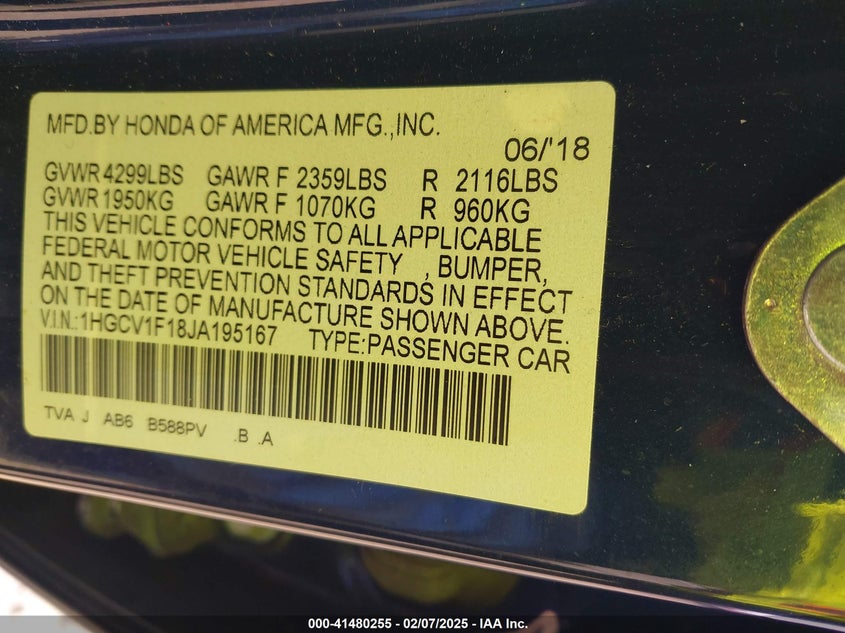 MFD.BY HONDA OF AMERICA MFG.,INC.
06/'18
GVWR 4299LBS GAWR F 2359LBS R 2116LBS
GVWR 1950KG GAWR F 1070KG R 960KG
THIS VEHICLE CONFORMS TO ALL APPLICABLE
FEDERAL MOTOR VEHICLE SAFETY , BUMPER,
AND THEFT PREVENTION STANDARDS IN EFFECT
ON THE DATE OF MANUFACTURE SHOWN ABOVE.
V.I.N.:1HGCV1F18JA195167 TYPE:PASSENGER CAR
TVA J AB6 B588PV .B .A
000-41480255 - 02/07/2025 - IAA Inc.